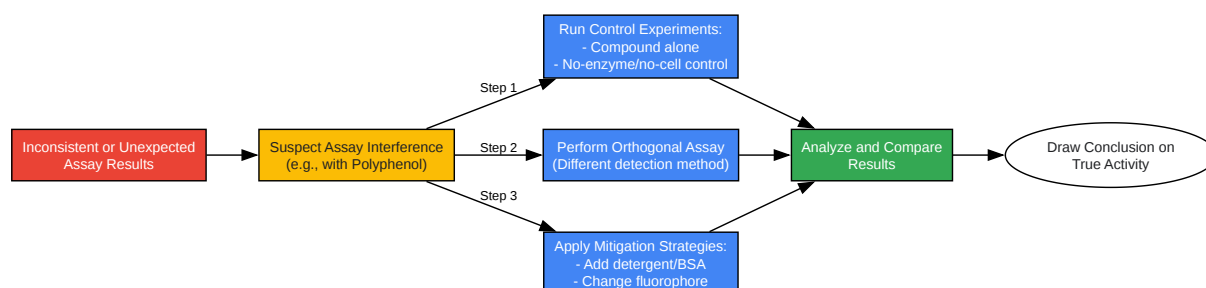 Inconsistent or Unexpected
Assay Results
Suspect Assay Interference
(e.g., with Polyphenol)
Step 1
Step 2
Step 3
Run Control Experiments:
- Compound alone
- No-enzyme/no-cell control
Perform Orthogonal Assay
(Different detection method)
Apply Mitigation Strategies:
- Add detergent/BSA
- Change fluorophore
Analyze and Compare
Results
Draw Conclusion on
True Activity